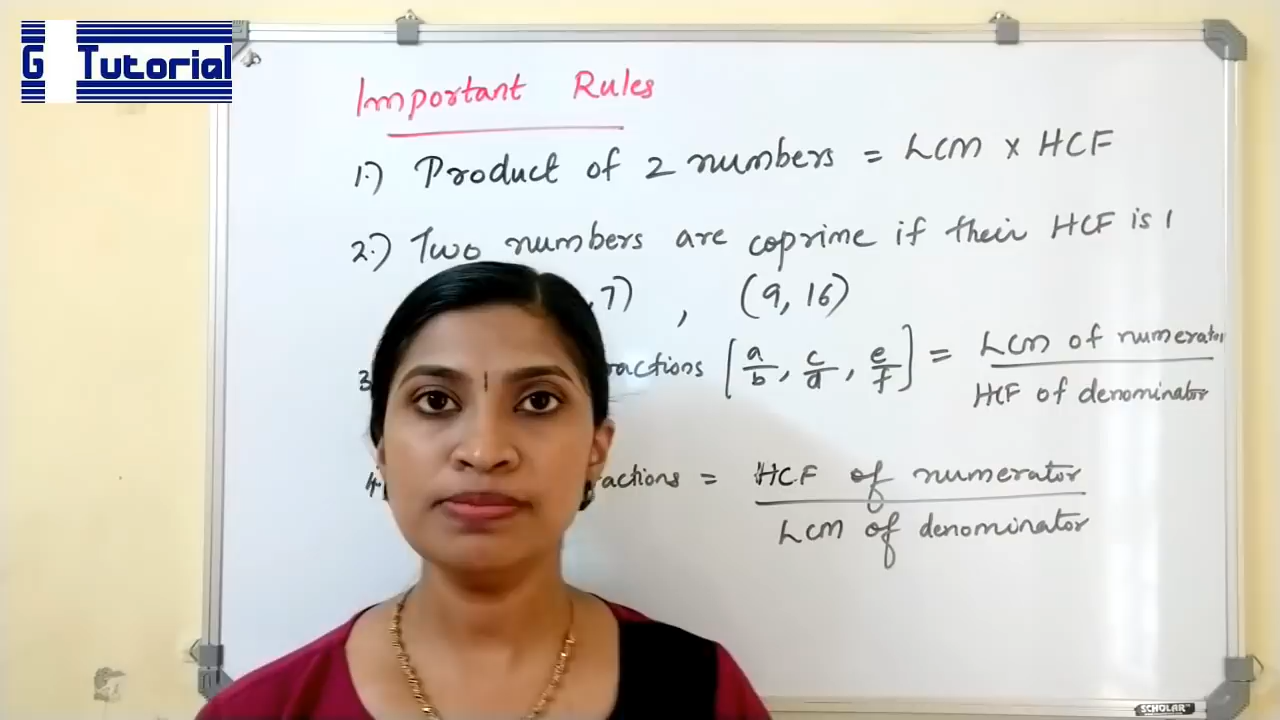 G Tutorial
Important Rules
1.) Product of 2 numbers = LCM × HCF
2.) Two numbers are coprime if their HCF is 1
,7) , (9, 16)
3 ractions [a/b, c/d, e/f] = LCM of numerator
HCF of denominator
4. actions = HCF of numerator
LCM of denominator
SCHOLAR